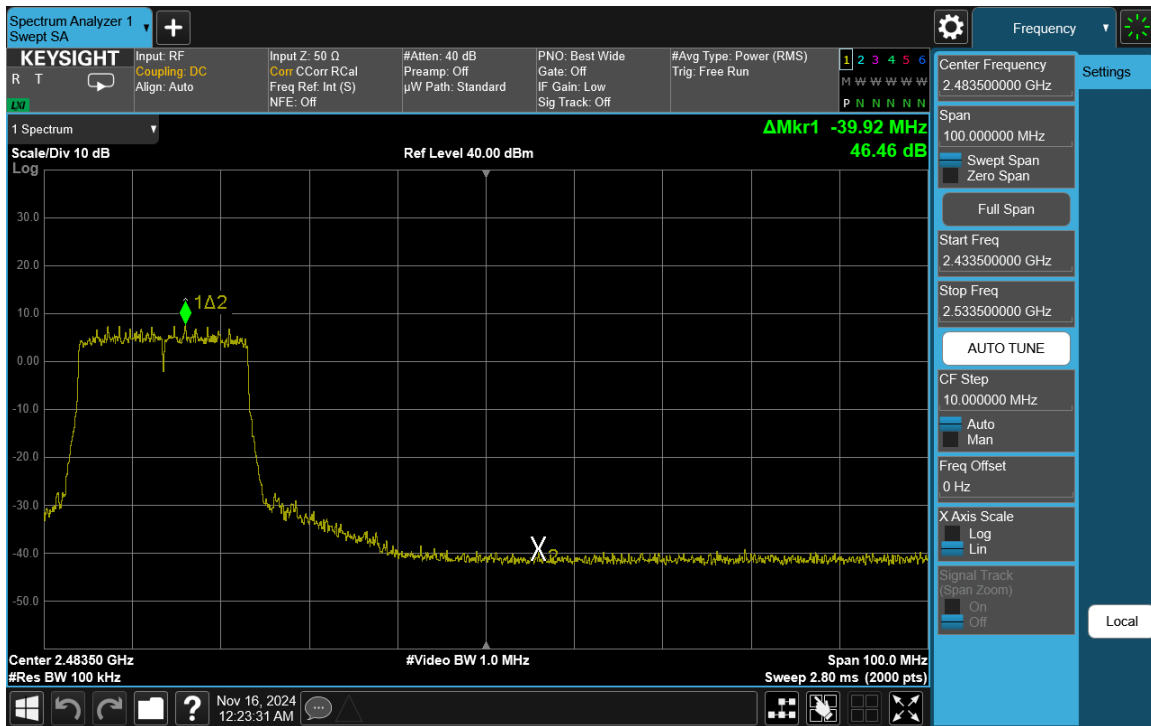 Spectrum Analyzer 1
Swept SA
Frequency
KEYSIGHT
R T
LXI
Input: RF
Coupling: DC
Align: Auto
Input Z: 50 Ω
Corr CCorr RCal
Freq Ref: Int (S)
NFE: Off
#Atten: 40 dB
Preamp: Off
µW Path: Standard
PNO: Best Wide
Gate: Off
IF Gain: Low
Sig Track: Off
#Avg Type: Power (RMS)
Trig: Free Run
1 2 3 4 5 6
M W W W W W
P N N N N N
1 Spectrum
Scale/Div 10 dB
Ref Level 40.00 dBm
ΔMkr1 -39.92 MHz
46.46 dB
Log
30.0
20.0
10.0
0.00
-10.0
-20.0
-30.0
-40.0
-50.0
1Δ2
X2
Center 2.48350 GHz
#Video BW 1.0 MHz
Span 100.0 MHz
#Res BW 100 kHz
Sweep 2.80 ms (2000 pts)
Nov 16, 2024
12:23:31 AM
Center Frequency
2.483500000 GHz
Settings
Span
100.000000 MHz
Swept Span
Zero Span
Full Span
Start Freq
2.433500000 GHz
Stop Freq
2.533500000 GHz
AUTO TUNE
CF Step
10.000000 MHz
Auto
Man
Freq Offset
0 Hz
X Axis Scale
Log
Lin
Signal Track
(Span Zoom)
On
Off
Local